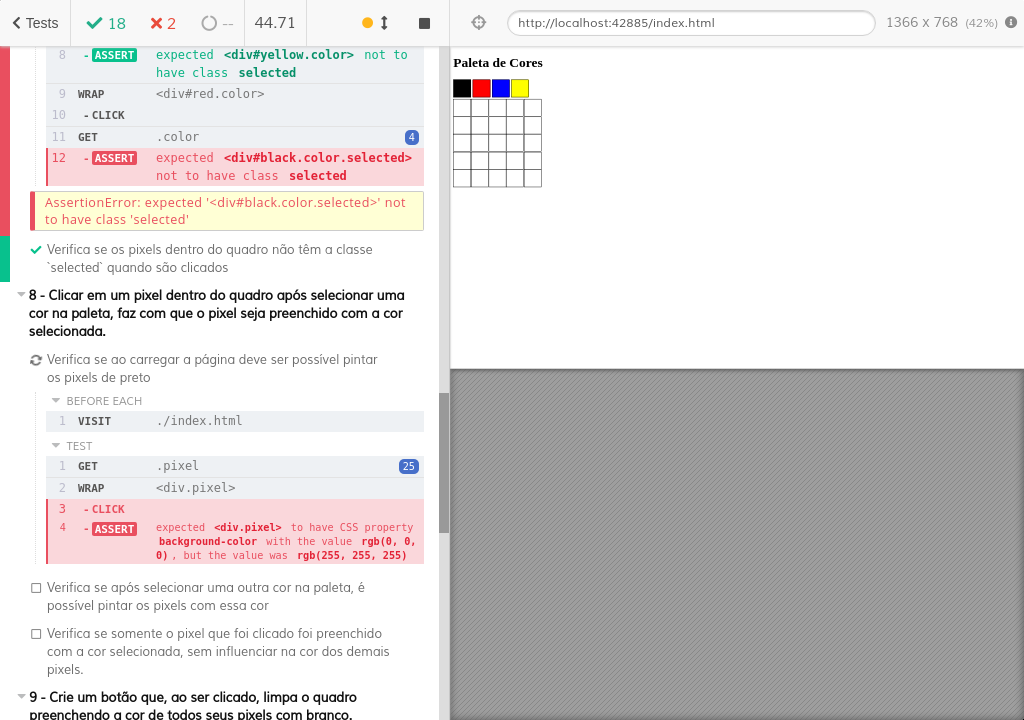 Tests
18
2
--
44.71
http://localhost:42885/index.html
1366 x 768 (42%)
8 -ASSERT expected <div#yellow.color> not to
have class selected
9 WRAP <div#red.color>
10 -CLICK
11 GET .color 4
12 -ASSERT expected <div#black.color.selected>
not to have class selected
AssertionError: expected '<div#black.color.selected>' not
to have class 'selected'
Verifica se os pixels dentro do quadro não têm a classe
`selected` quando são clicados
8 - Clicar em um pixel dentro do quadro após selecionar uma
cor na paleta, faz com que o pixel seja preenchido com a cor
selecionada.
Verifica se ao carregar a página deve ser possível pintar
os pixels de preto
BEFORE EACH
1 VISIT ./index.html
TEST
1 GET .pixel 25
2 WRAP <div.pixel>
3 -CLICK
4 -ASSERT expected <div.pixel> to have CSS property
background-color with the value rgb(0, 0,
0), but the value was rgb(255, 255, 255)
Verifica se após selecionar uma outra cor na paleta, é
possível pintar os pixels com essa cor
Verifica se somente o pixel que foi clicado foi preenchido
com a cor selecionada, sem influenciar na cor dos demais
pixels.
9 - Crie um botão que, ao ser clicado, limpa o quadro
preenchendo a cor de todos seus pixels com branco.
Paleta de Cores